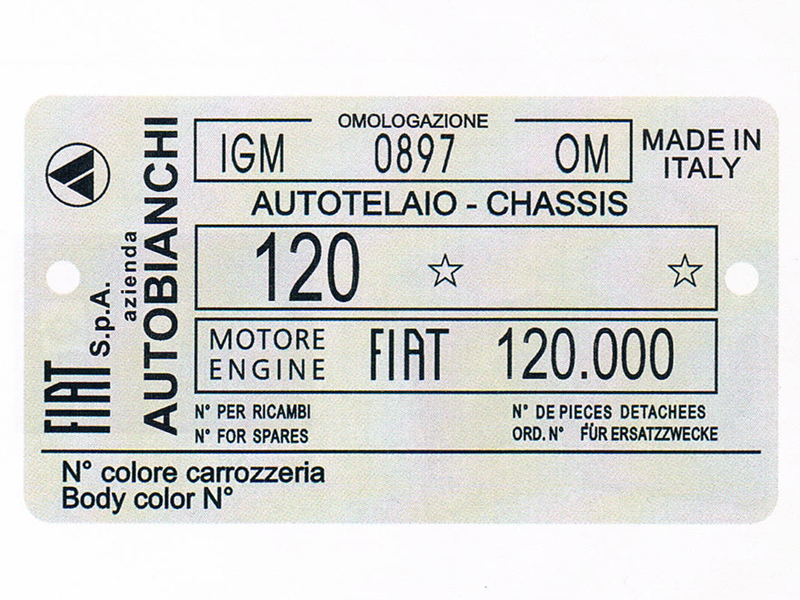 FIAT S.p.A.
azienda
AUTOBIANCHI
OMOLOGAZIONE
IGM 0897 OM
MADE IN
ITALY
AUTOTELAIO - CHASSIS
120 ☆ ☆
MOTORE
ENGINE
FIAT 120.000
N° PER RICAMBI
N° FOR SPARES
N° DE PIECES DETACHEES
ORD. N° FÜR ERSATZZWECKE
N° colore carrozzeria
Body color N°